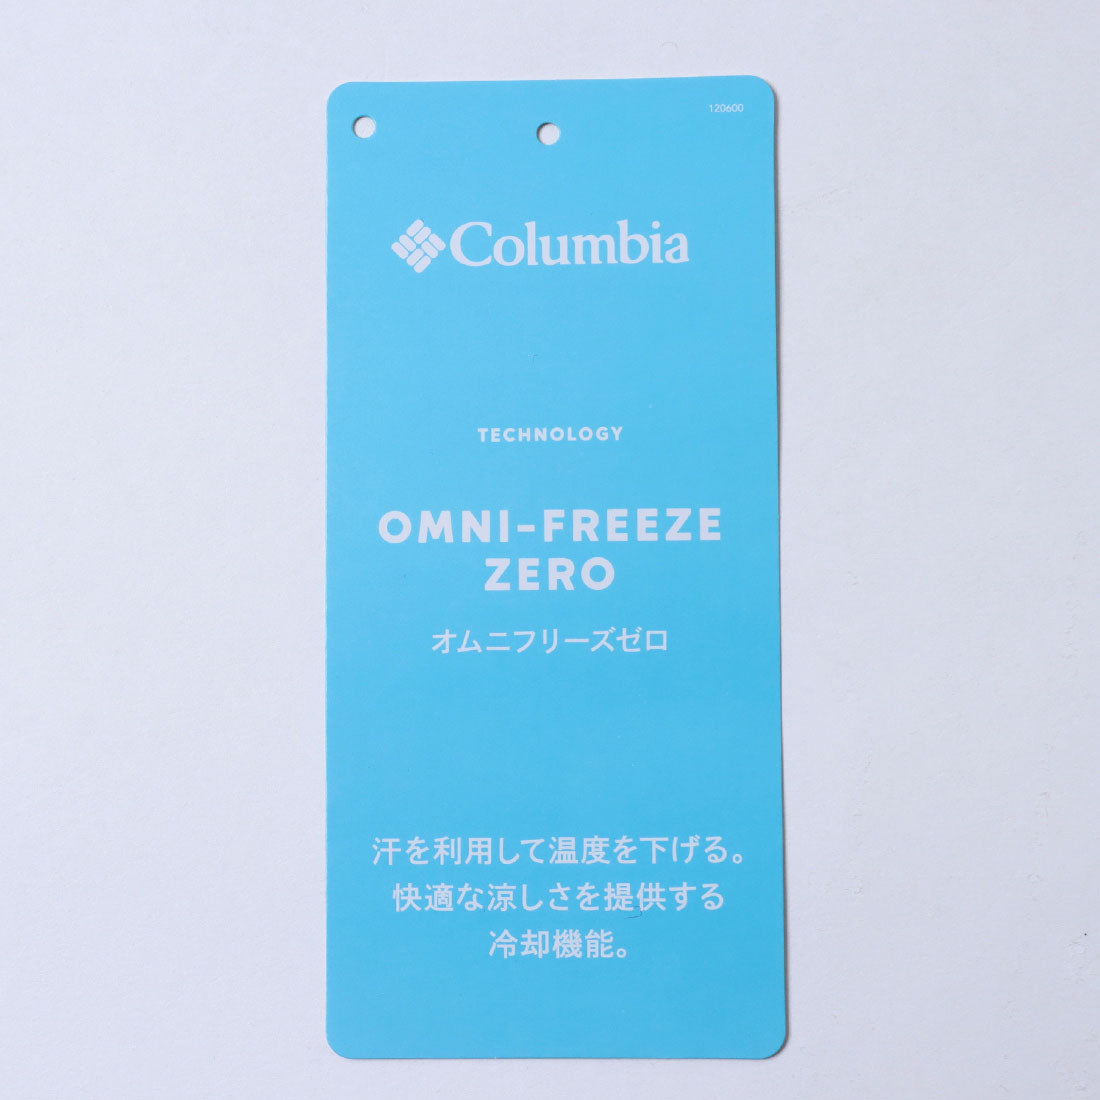 120600
Columbia
TECHNOLOGY
OMNI-FREEZE
ZERO
オムニフリーズゼロ
汗を利用して温度を下げる。
快適な涼しさを提供する
冷却機能。